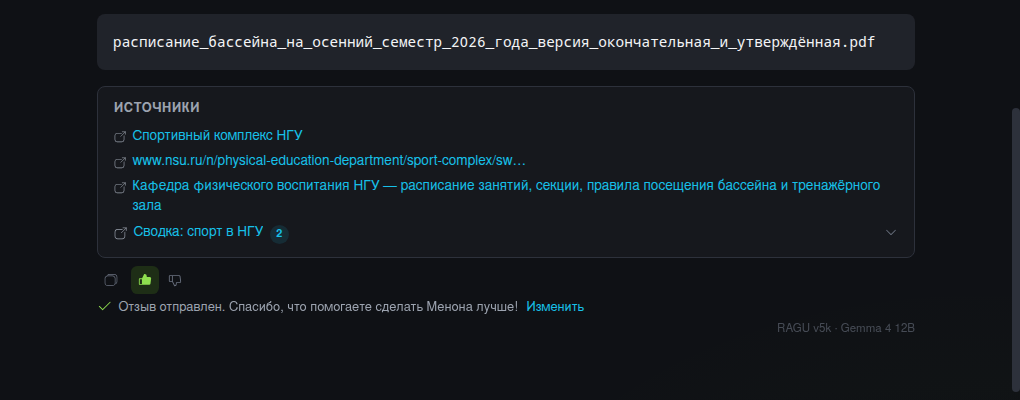 расписание_бассейна_на_осенний_семестр_2026_года_версия_окончательная_и_утверждённая.pdf
ИСТОЧНИКИ
Спортивный комплекс НГУ
www.nsu.ru/n/physical-education-department/sport-complex/sw…
Кафедра физического воспитания НГУ — расписание занятий, секции, правила посещения бассейна и тренажёрного
зала
Сводка: спорт в НГУ 2
Отзыв отправлен. Спасибо, что помогаете сделать Менона лучше! Изменить
RAGU v5k · Gemma 4 12B